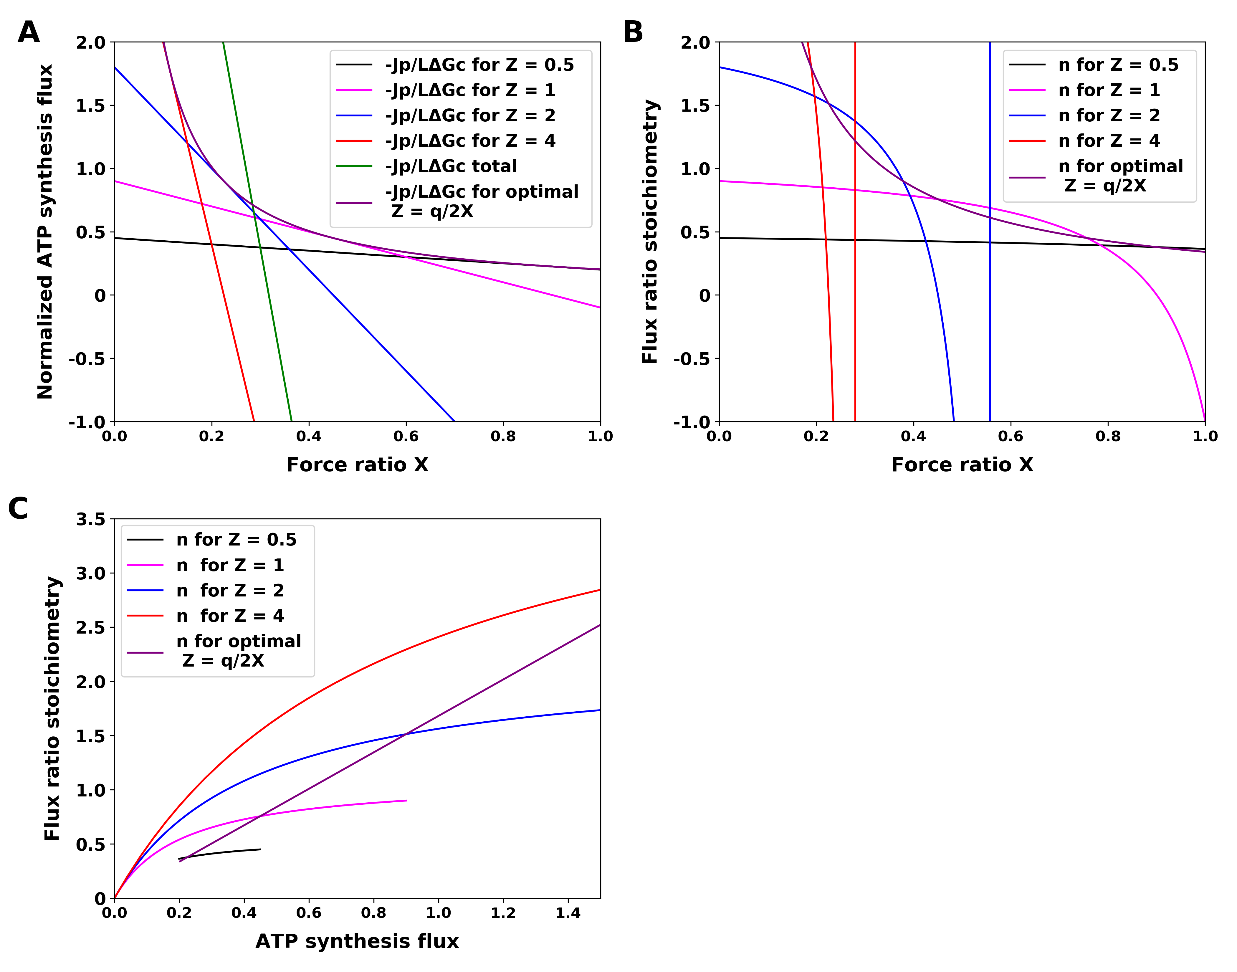 A
2.0
1.5
1.0
0.5
0
-0.5
-1.0
0.0
0.2
0.4
0.6
0.8
1.0
Normalized ATP synthesis flux
Force ratio X
-Jp/LΔGc for Z = 0.5
-Jp/LΔGc for Z = 1
-Jp/LΔGc for Z = 2
-Jp/LΔGc for Z = 4
-Jp/LΔGc total
-Jp/LΔGc for optimal
Z = q/2X
B
2.0
1.5
1.0
0.5
0
-0.5
-1.0
0.0
0.2
0.4
0.6
0.8
1.0
Flux ratio stoichiometry
Force ratio X
n for Z = 0.5
n for Z = 1
n for Z = 2
n for Z = 4
n for optimal
Z = q/2X
C
3.5
3.0
2.5
2.0
1.5
1.0
0.5
0
0.0
0.2
0.4
0.6
0.8
1.0
1.2
1.4
Flux ratio stoichiometry
ATP synthesis flux
n for Z = 0.5
n  for Z = 1
n  for Z = 2
n  for Z = 4
n for optimal
Z = q/2X